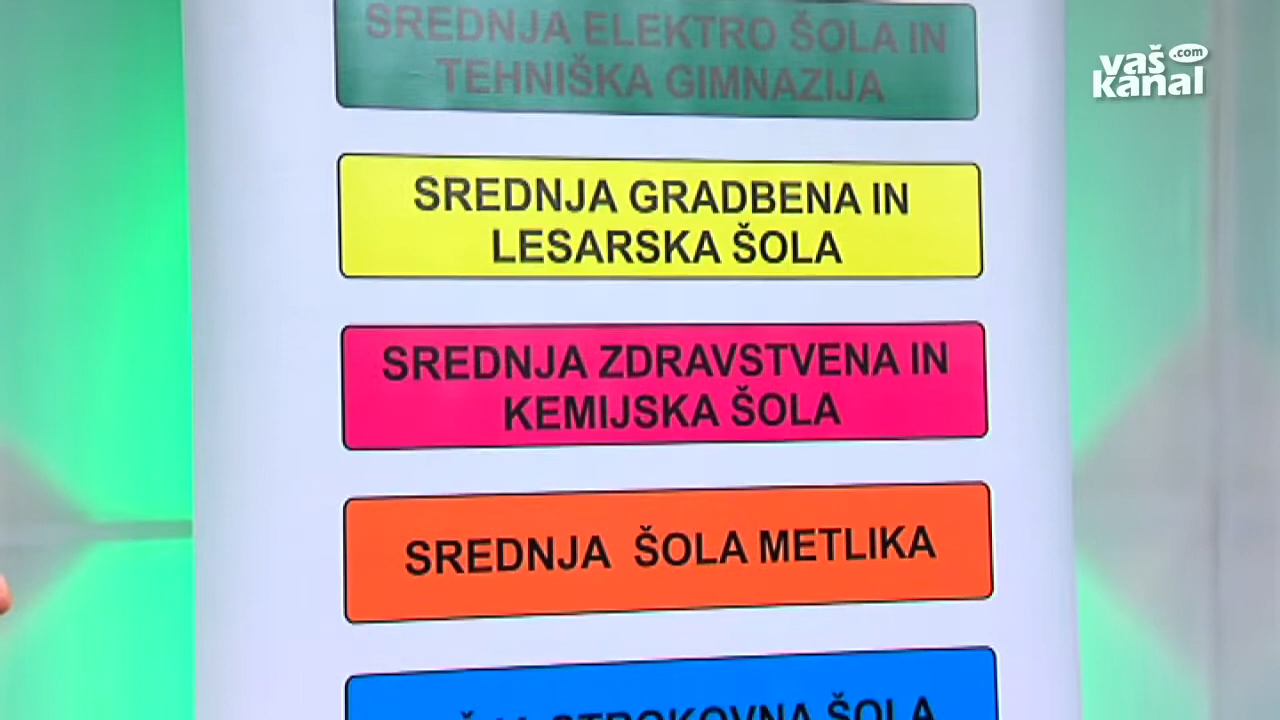 SREDNJA ELEKTRO ŠOLA IN
TEHNIŠKA GIMNAZIJA
vaš.com
kanal
SREDNJA GRADBENA IN
LESARSKA ŠOLA
SREDNJA ZDRAVSTVENA IN
KEMIJSKA ŠOLA
SREDNJA ŠOLA METLIKA
STROKOVNA ŠOLA